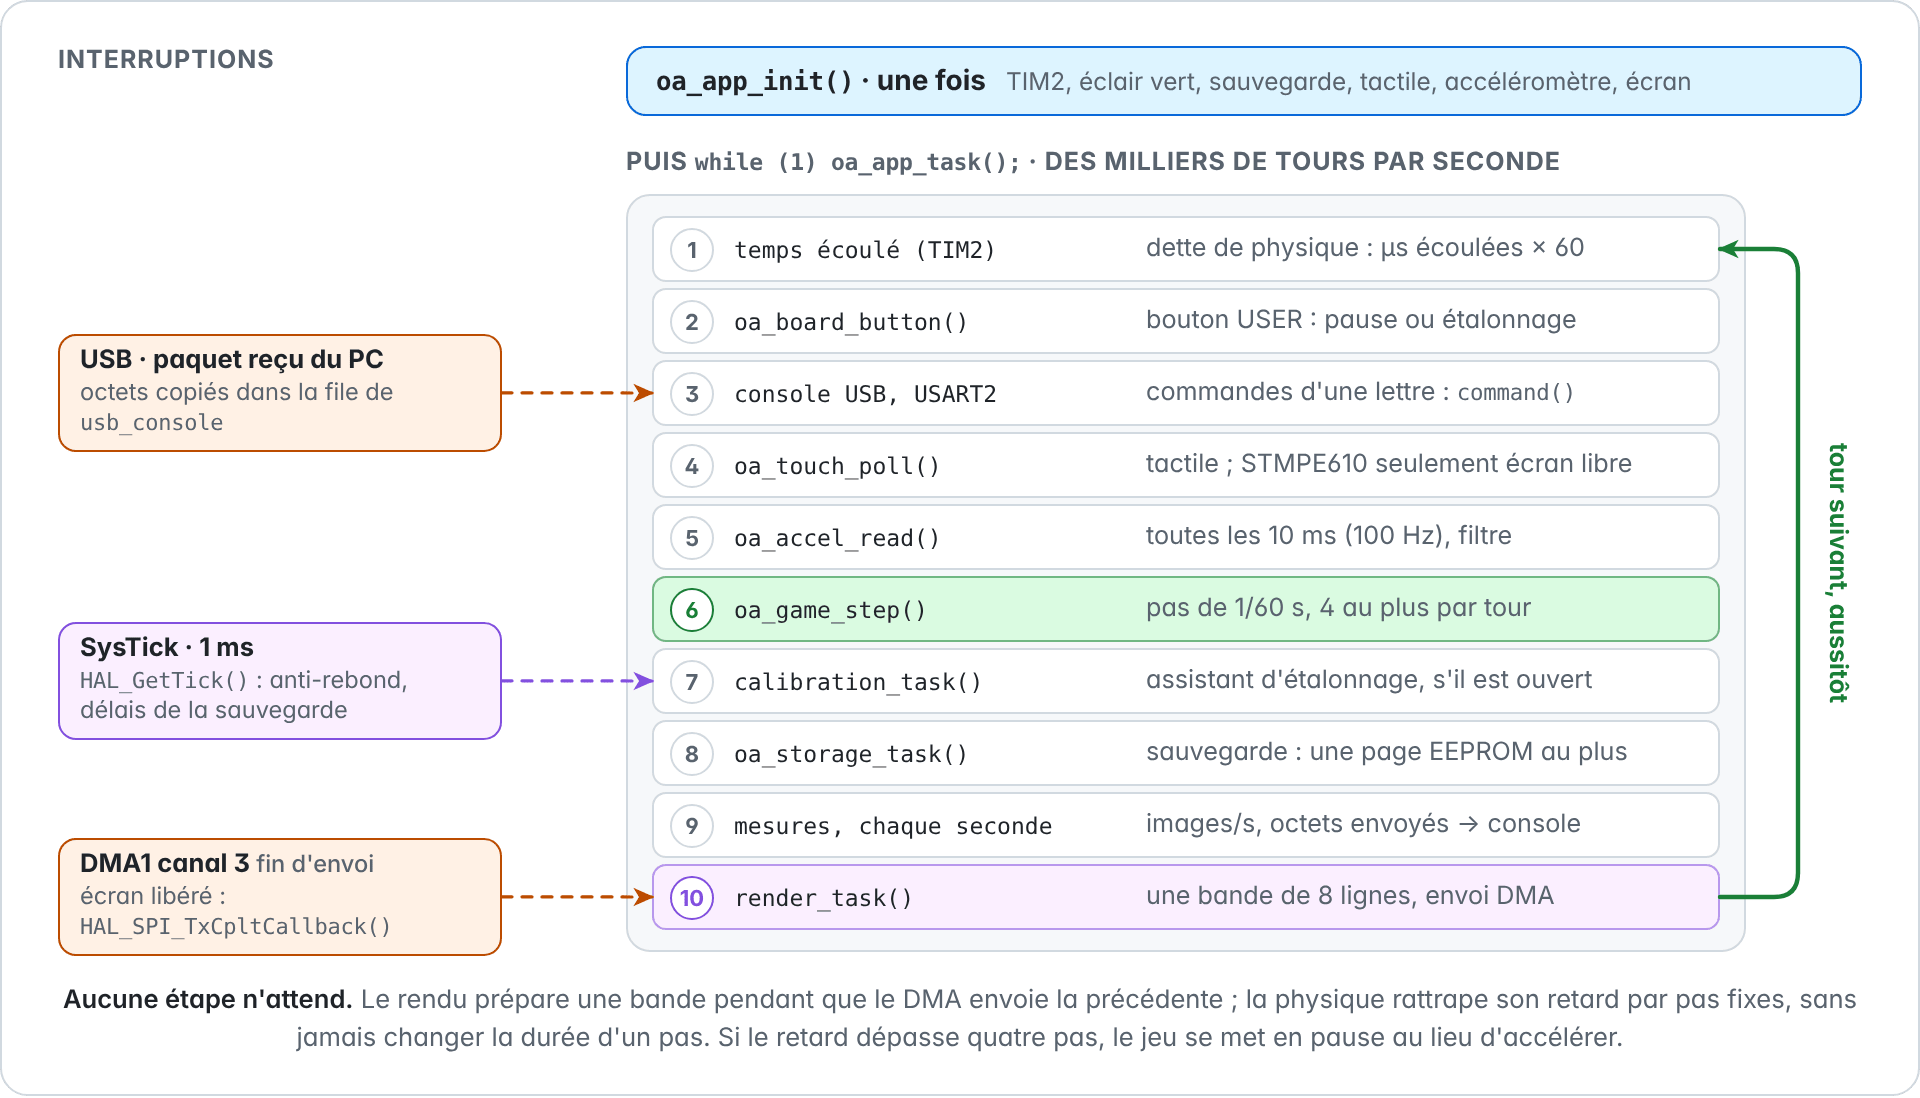 INTERRUPTIONS
oa_app_init() · une fois TIM2, éclair vert, sauvegarde, tactile, accéléromètre, écran
PUIS while (1) oa_app_task(); · DES MILLIERS DE TOURS PAR SECONDE
1 temps écoulé (TIM2) dette de physique : µs écoulées × 60
2 oa_board_button() bouton USER : pause ou étalonnage
USB · paquet reçu du PC
octets copiés dans la file de
usb_console
3 console USB, USART2 commandes d'une lettre : command()
4 oa_touch_poll() tactile ; STMPE610 seulement écran libre
5 oa_accel_read() toutes les 10 ms (100 Hz), filtre
6 oa_game_step() pas de 1/60 s, 4 au plus par tour
SysTick · 1 ms
HAL_GetTick() : anti-rebond,
délais de la sauvegarde
7 calibration_task() assistant d'étalonnage, s'il est ouvert
8 oa_storage_task() sauvegarde : une page EEPROM au plus
9 mesures, chaque seconde images/s, octets envoyés → console
DMA1 canal 3 fin d'envoi
écran libéré :
HAL_SPI_TxCpltCallback()
10 render_task() une bande de 8 lignes, envoi DMA
tour suivant, aussitôt
Aucune étape n'attend. Le rendu prépare une bande pendant que le DMA envoie la précédente ; la physique rattrape son retard par pas fixes, sans
jamais changer la durée d'un pas. Si le retard dépasse quatre pas, le jeu se met en pause au lieu d'accélérer.